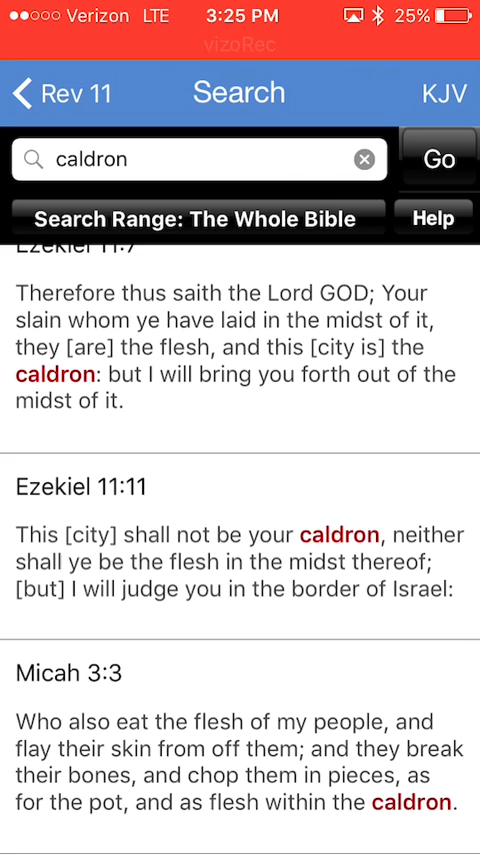 Verizon LTE 3:25 PM 25%
vizoRec
Rev 11 Search KJV
caldron Go
Search Range: The Whole Bible Help
Ezekiel 11:7
Therefore thus saith the Lord GOD; Your
slain whom ye have laid in the midst of it,
they [are] the flesh, and this [city is] the
caldron: but I will bring you forth out of the
midst of it.
Ezekiel 11:11
This [city] shall not be your caldron, neither
shall ye be the flesh in the midst thereof;
[but] I will judge you in the border of Israel:
Micah 3:3
Who also eat the flesh of my people, and
flay their skin from off them; and they break
their bones, and chop them in pieces, as
for the pot, and as flesh within the caldron.